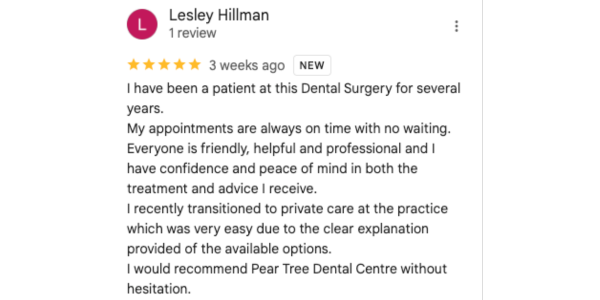 L
Lesley Hillman
1 review
3 weeks ago NEW
I have been a patient at this Dental Surgery for several
years.
My appointments are always on time with no waiting.
Everyone is friendly, helpful and professional and I
have confidence and peace of mind in both the
treatment and advice I receive.
I recently transitioned to private care at the practice
which was very easy due to the clear explanation
provided of the available options.
I would recommend Pear Tree Dental Centre without
hesitation.